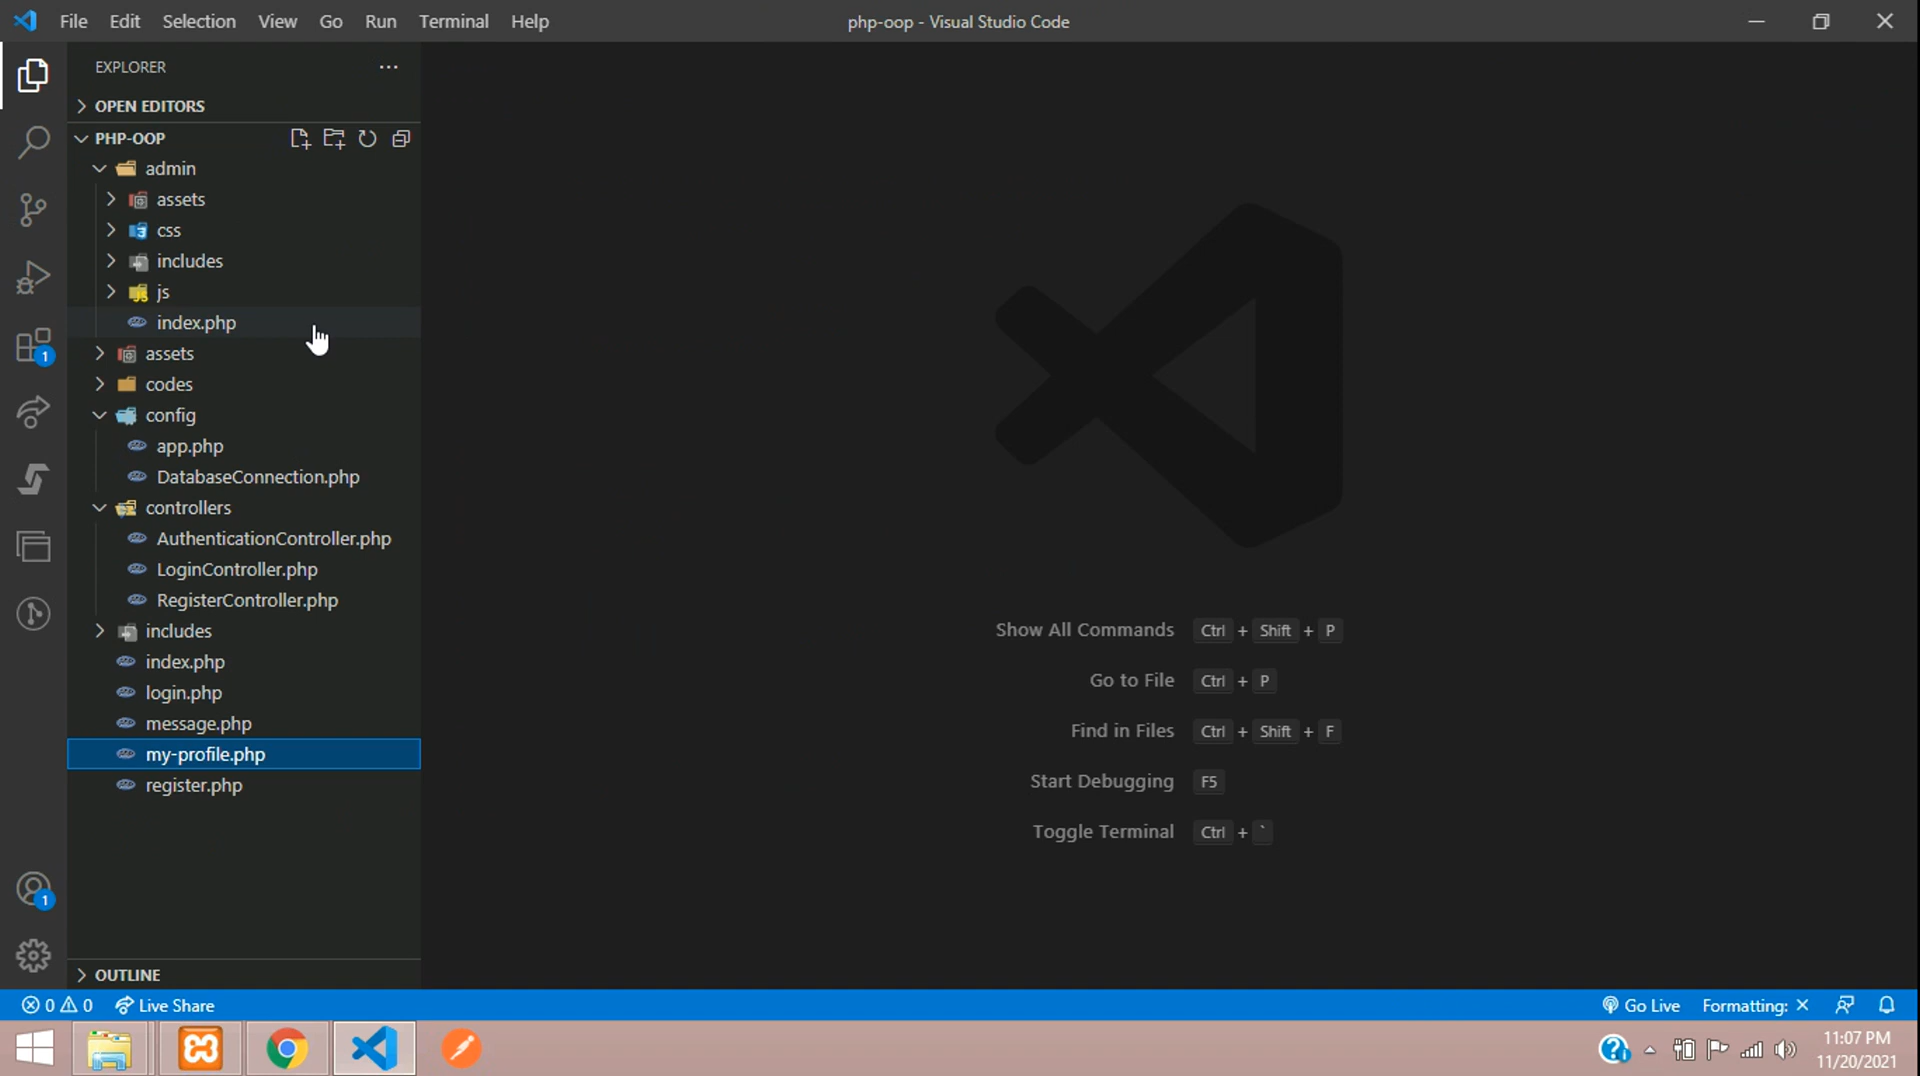 File Edit Selection View Go Run Terminal Help
php-oop - Visual Studio Code
EXPLORER
OPEN EDITORS
PHP-OOP
admin
assets
css
includes
js
index.php
assets
codes
config
app.php
DatabaseConnection.php
controllers
AuthenticationController.php
LoginController.php
RegisterController.php
includes
index.php
login.php
message.php
my-profile.php
register.php
OUTLINE
1
1
Show All Commands Ctrl + Shift + P
Go to File Ctrl + P
Find in Files Ctrl + Shift + F
Start Debugging F5
Toggle Terminal Ctrl + `
0 0 Live Share
Go Live Formatting: ×
11:07 PM
11/20/2021